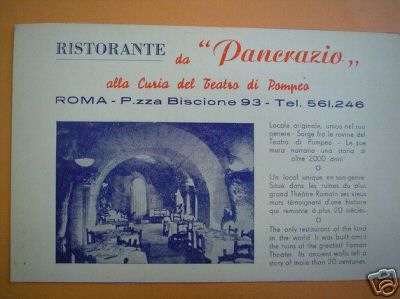 RISTORANTE da "Pancrazio"
alla Curia del Teatro di Pompeo
ROMA - P.zza Biscione 93 - Tel. 561.246
Locale originale, unico nel suo
genere - Sorge fra le rovine del
Teatro di Pompeo - Le sue
mura narrano una storia di
oltre 2000 anni
Un local unique en son genre
Situé dans les ruines du plus
grand Théâtre Romain ses vieux
murs témoignent d'une histoire
qui remonte à plus 20 siècles.
The only restaurant of the kind
in the world. It was built amid
the ruins of the greatest Foman
Theater. Its ancient walls tell a
story of more than 20 centuries.
ebY